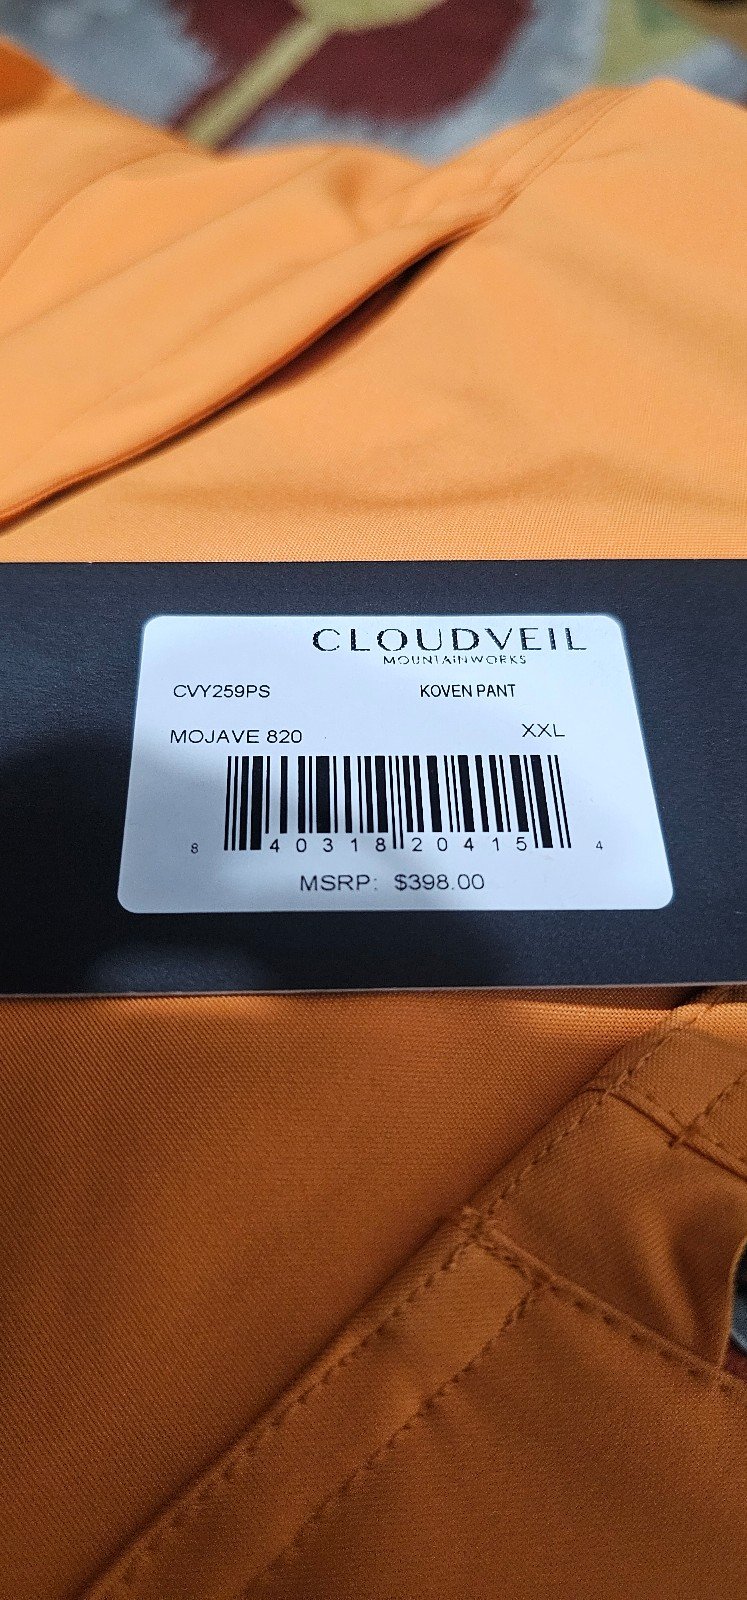 CLOUDVEIL
MOUNTAINWORKS
CVY259PS KOVEN PANT
MOJAVE 820 XXL
8 40318 20415 4
MSRP: $398.00